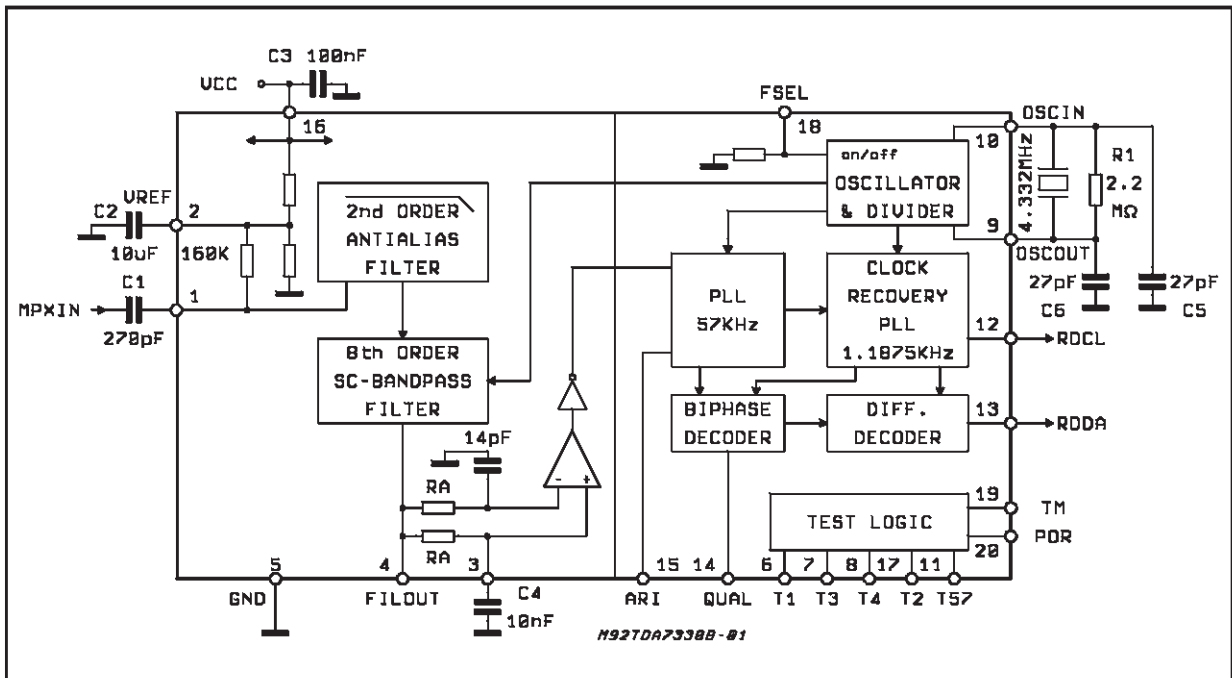 C3 100nF
VCC
FSEL
16
18
OSCIN
10
on/off
OSCILLATOR
& DIVIDER
4.332MHz
R1
2.2
MΩ
C2
VREF
2
10uF
160K
2nd ORDER
ANTIALIAS
FILTER
9
OSCOUT
C1
MPXIN
1
270pF
PLL
57KHz
CLOCK
RECOVERY
PLL
1.1875KHz
27pF
C6
27pF
C5
12
RDCL
8th ORDER
SC-BANDPASS
FILTER
BIPHASE
DECODER
DIFF.
DECODER
13
RDDA
14pF
RA
- +
RA
TEST LOGIC
19
TM
POR
20
5
4
3
15
14
6
7
8
17
11
GND
FILOUT
C4
10nF
ARI
QUAL
T1
T3
T4
T2
T57
M92TDA7330B-01